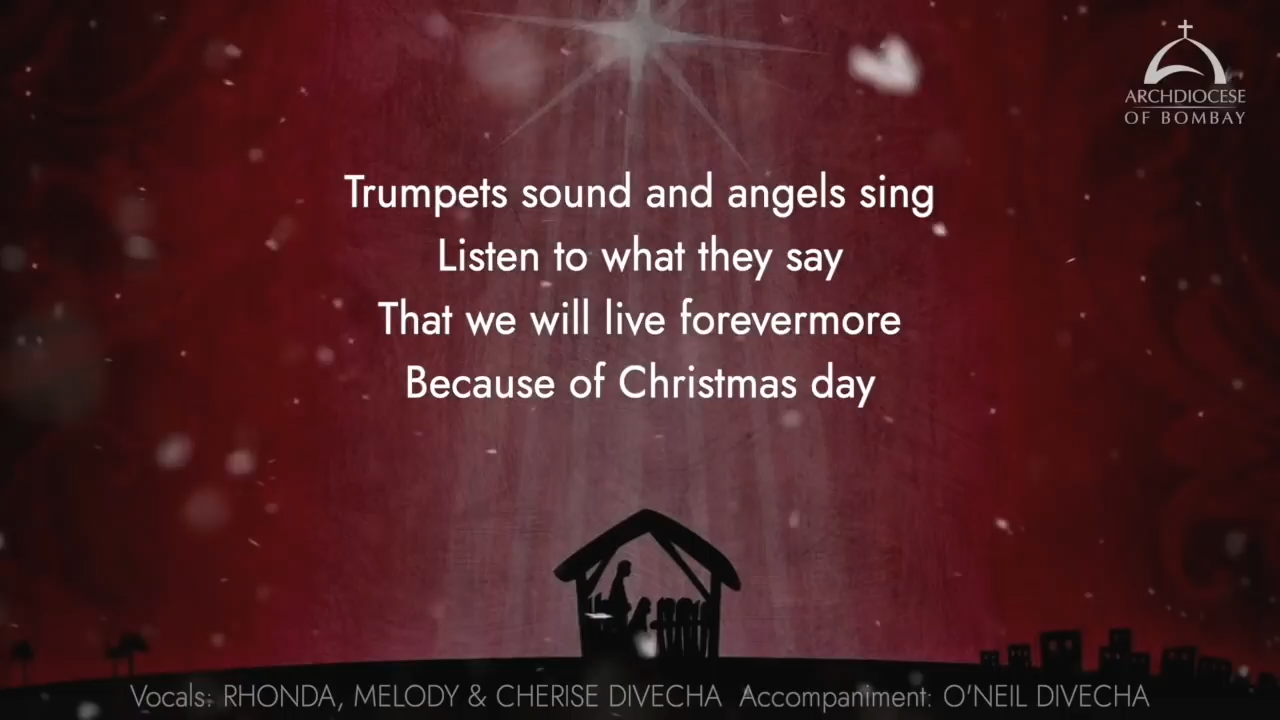 ARCHDIOCESE
OF BOMBAY
Trumpets sound and angels sing
Listen to what they say
That we will live forevermore
Because of Christmas day
Vocals: RHONDA, MELODY & CHERISE DIVECHA Accompaniment: O'NEIL DIVECHA